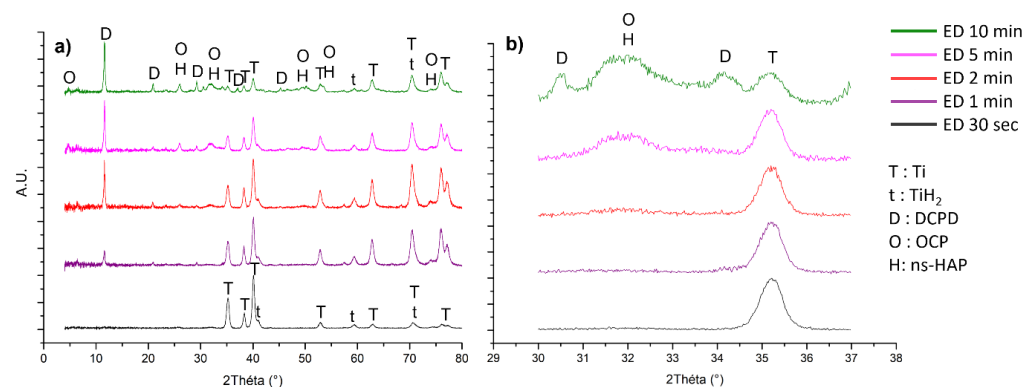 a)
O
D
D
O
H
D
O
H
T
D
T
T
D
O
H
T
O
H
t
T
T
t
O
H
T
T
T
T
t
T
t
T
T
t
T
A.U.
0 10 20 30 40 50 60 70 80
2Théta (°)
b)
D
O
H
D
T
28 29 30 31 32 33 34 35 36 37 38
2Théta (°)
ED 10 min
ED 5 min
ED 2 min
ED 1 min
ED 30 sec
T : Ti
t : TiH₂
D : DCPD
O : OCP
H: ns-HAP